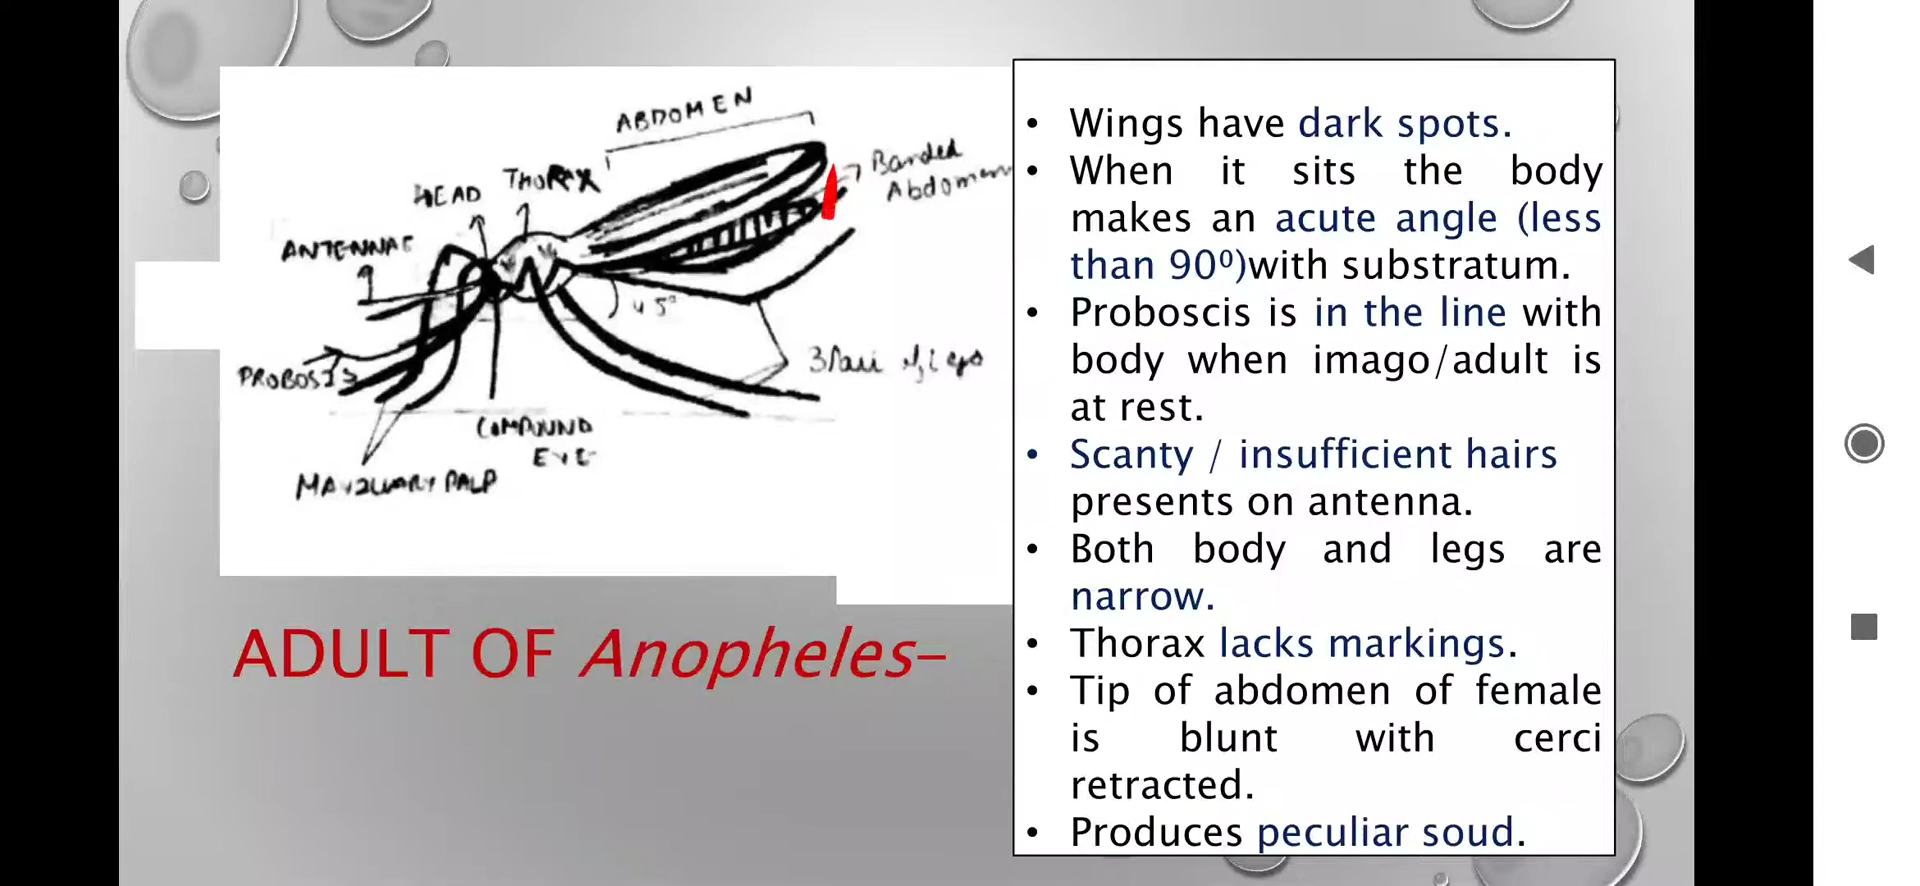 ABDOMEN
Banded
Abdomen
THORAX
HEAD
ANTENNAE
45°
PROBOSIS
COMPOUND
EYE
PALP
ADULT OF Anopheles–
• Wings have dark spots.
• When it sits the body
makes an acute angle (less
than 90⁰)with substratum.
• Proboscis is in the line with
body when imago/adult is
at rest.
• Scanty / insufficient hairs
presents on antenna.
• Both body and legs are
narrow.
• Thorax lacks markings.
• Tip of abdomen of female
is blunt with cerci
retracted.
• Produces peculiar soud.